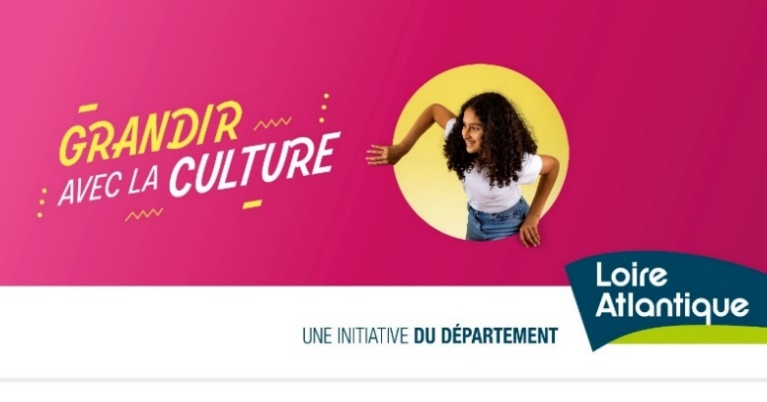 GRANDIR
AVEC LA CULTURE
Loire
Atlantique
UNE INITIATIVE DU DÉPARTEMENT